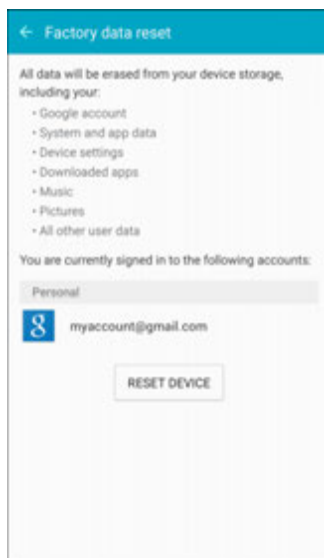 ← Factory data reset
All data will be erased from your device storage,
including your:
• Google account
• System and app data
• Device settings
• Downloaded apps
• Music
• Pictures
• All other user data
You are currently signed in to the following accounts:
Personal
8 myaccount@gmail.com
RESET DEVICE